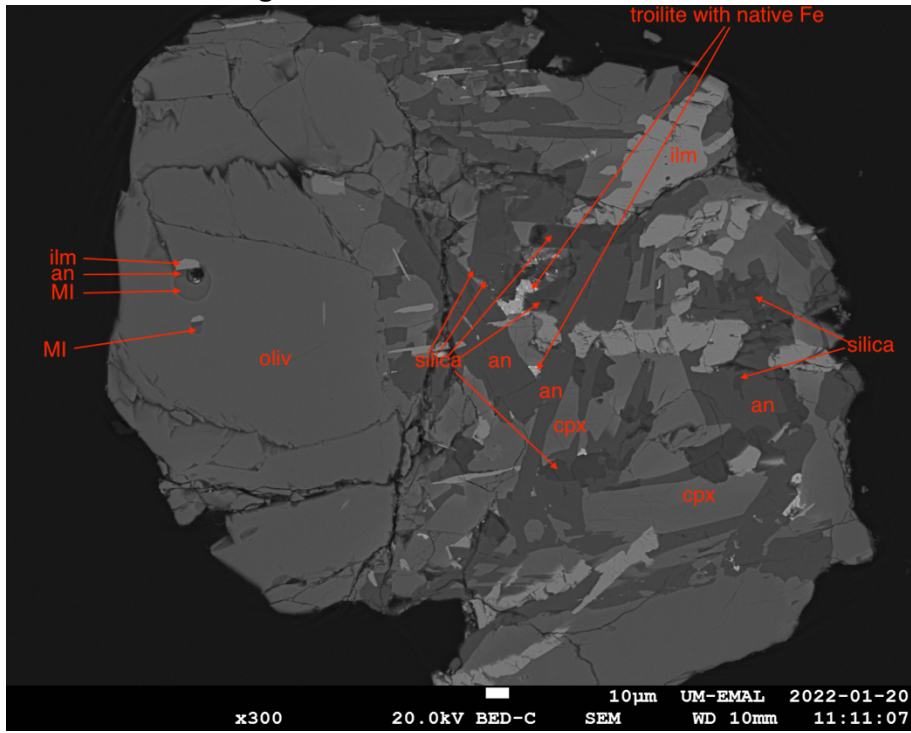 troilite with native Fe
ilm
ilm
an
MI
MI
oliv
silica
an
silica
an
an
cpx
cpx
10µm UM-EMAL 2022-01-20
x300 20.0kV BED-C SEM WD 10mm 11:11:07